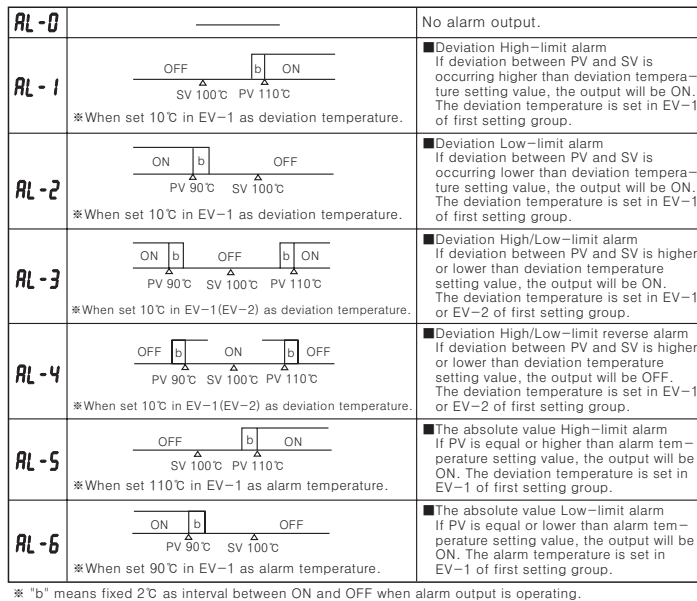 AL-0
No alarm output.
AL-1
OFF b ON
SV 100℃ PV 110℃
※When set 10℃ in EV-1 as deviation temperature.
■Deviation High-limit alarm
If deviation between PV and SV is
occurring higher than deviation tempera-
ture setting value, the output will be ON.
The deviation temperature is set in EV-1
of first setting group.
AL-2
ON b OFF
PV 90℃ SV 100℃
※When set 10℃ in EV-1 as deviation temperature.
■Deviation Low-limit alarm
If deviation between PV and SV is
occurring lower than deviation tempera-
ture setting value, the output will be ON.
The deviation temperature is set in EV-1
of first setting group.
AL-3
ON b OFF b ON
PV 90℃ SV 100℃ PV 110℃
※When set 10℃ in EV-1(EV-2) as deviation temperature.
■Deviation High/Low-limit alarm
If deviation between PV and SV is higher
or lower than deviation temperature
setting value, the output will be ON.
The deviation temperature is set in EV-1
or EV-2 of first setting group.
AL-4
OFF b ON b OFF
PV 90℃ SV 100℃ PV 110℃
※When set 10℃ in EV-1(EV-2) as deviation temperature.
■Deviation High/Low-limit reverse alarm
If deviation between PV and SV is higher
or lower than deviation temperature
setting value, the output will be OFF.
The deviation temperature is set in EV-1
or EV-2 of first setting group.
AL-5
OFF b ON
SV 100℃ PV 110℃
※When set 110℃ in EV-1 as alarm temperature.
■The absolute value High-limit alarm
If PV is equal or higher than alarm tem-
perature setting value, the output will be
ON. The deviation temperature is set in
EV-1 of first setting group.
AL-6
ON b OFF
PV 90℃ SV 100℃
※When set 90℃ in EV-1 as alarm temperature.
■The absolute value Low-limit alarm
If PV is equal or lower than alarm tem-
perature setting value, the output will be
ON. The alarm temperature is set in
EV-1 of first setting group.
※ "b" means fixed 2℃ as interval between ON and OFF when alarm output is operating.